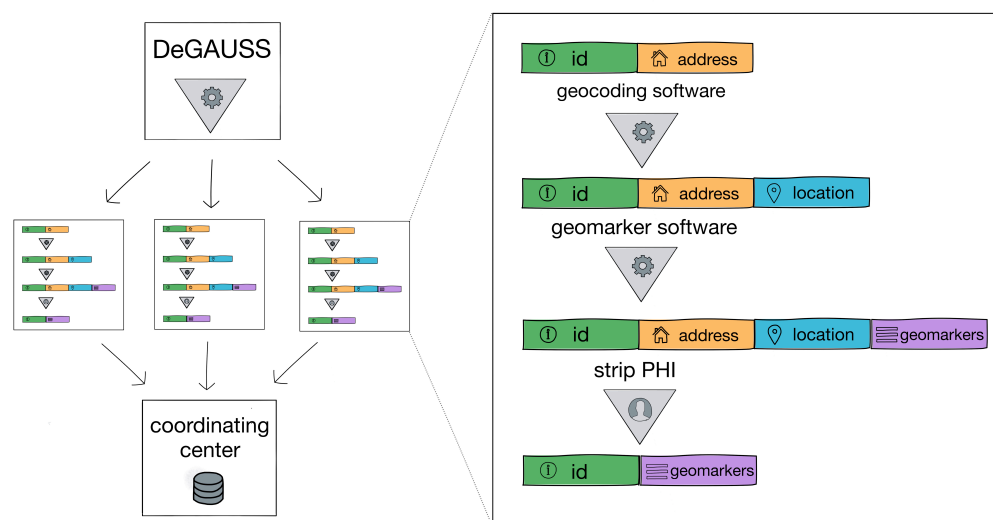 DeGAUSS
coordinating
center
id address
geocoding software
id address location
geomarker software
id address location geomarkers
strip PHI
id geomarkers